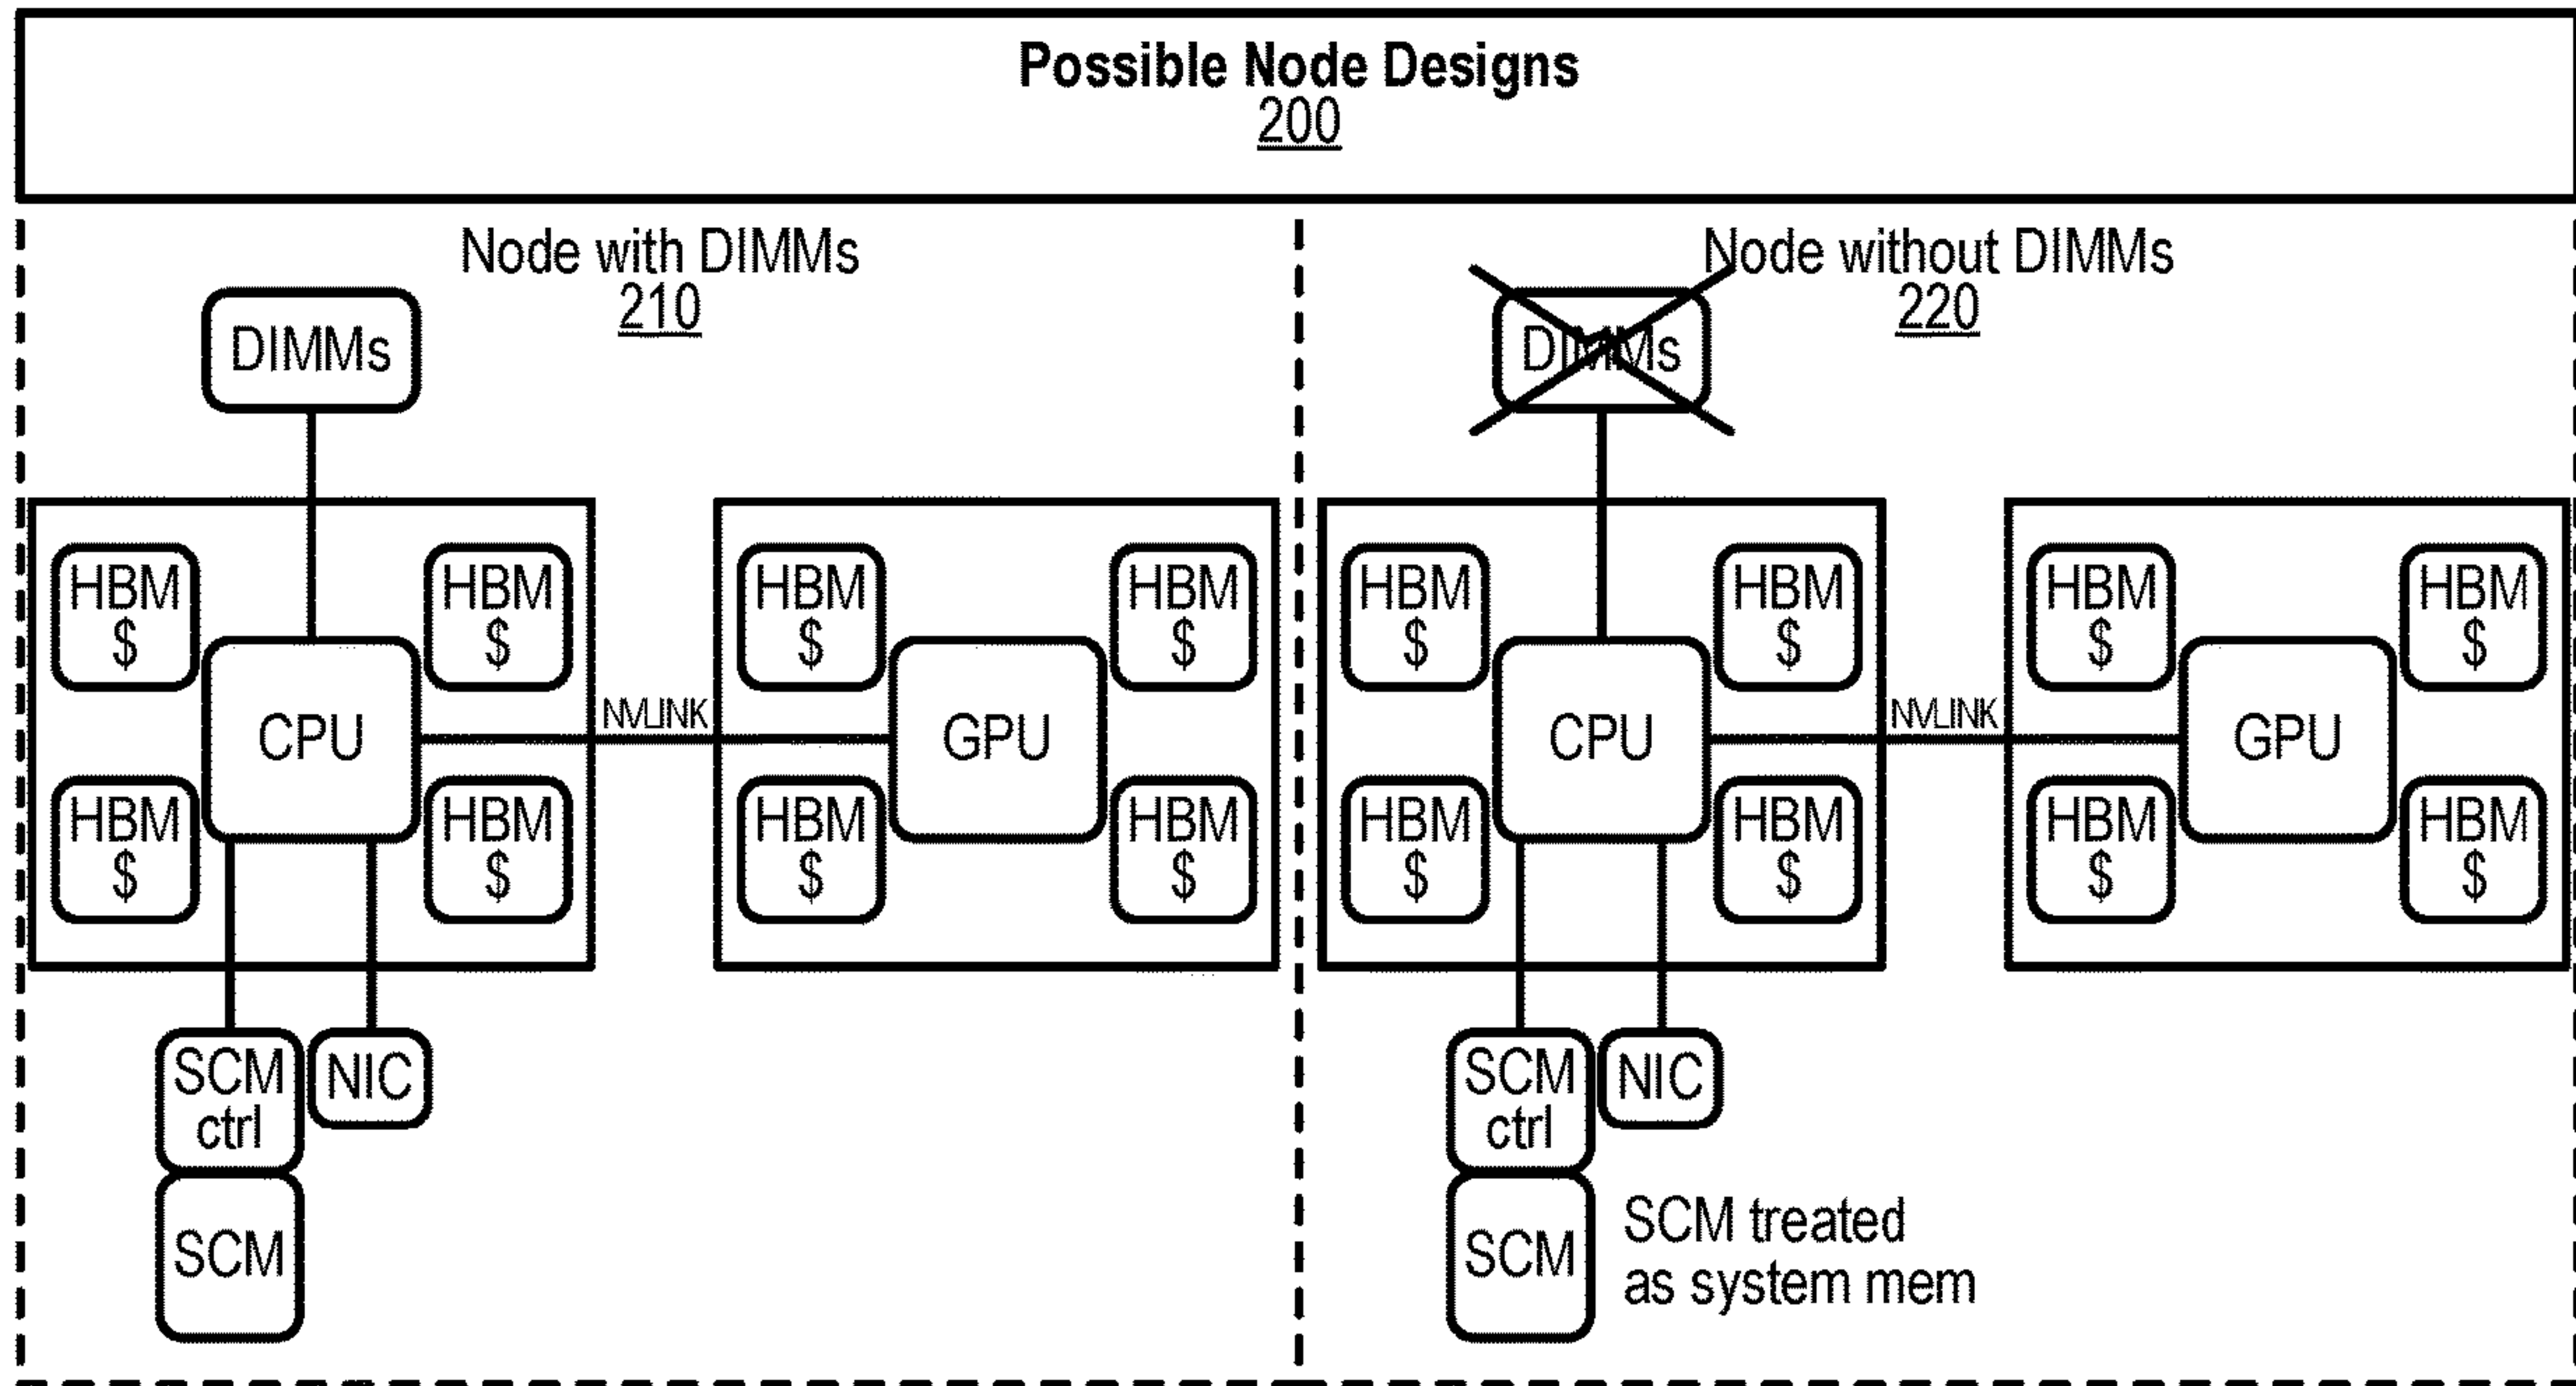 Possible Node Designs
200
Node with DIMMs
210
DIMMs
HBM
$
HBM
$
HBM
$
HBM
$
CPU
NVLINK
GPU
HBM
$
HBM
$
HBM
$
HBM
$
SCM
ctrl
NIC
SCM
Node without DIMMs
220
DIMMs
HBM
$
HBM
$
HBM
$
HBM
$
CPU
NVLINK
GPU
HBM
$
HBM
$
HBM
$
HBM
$
SCM
ctrl
NIC
SCM
SCM treated
as system mem